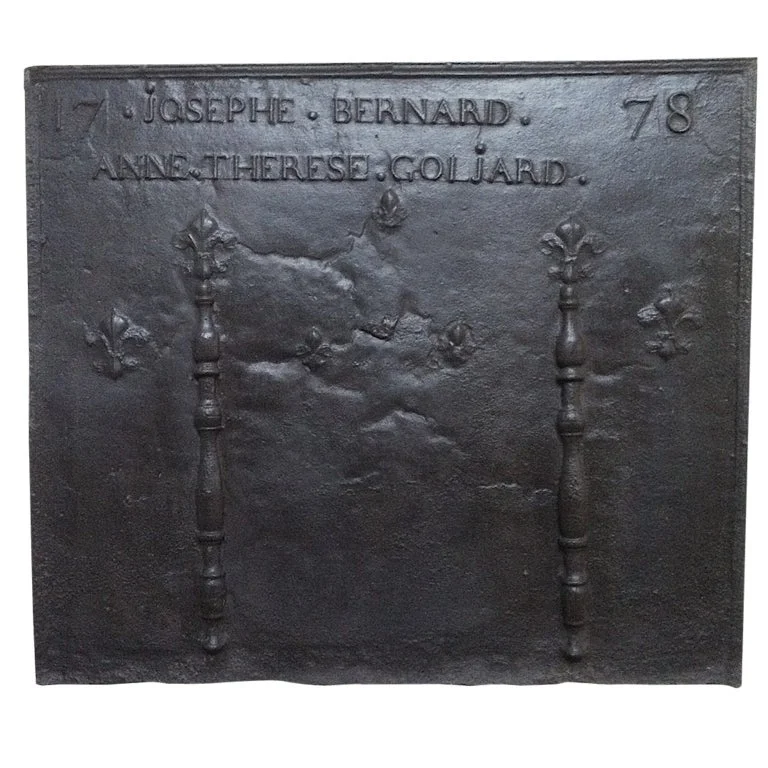 17 · jOSEPHE · BERNARD · 78
ANNE · THERESE · GOLjARD ·